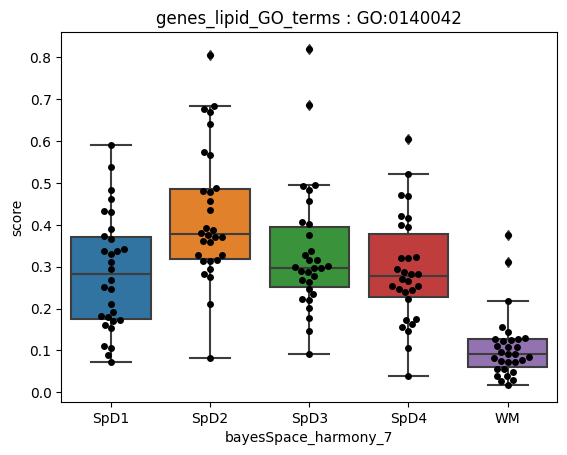 genes_lipid_GO_terms : GO:0140042
score
0.8
0.7
0.6
0.5
0.4
0.3
0.2
0.1
0.0
SpD1 SpD2 SpD3 SpD4 WM
bayesSpace_harmony_7